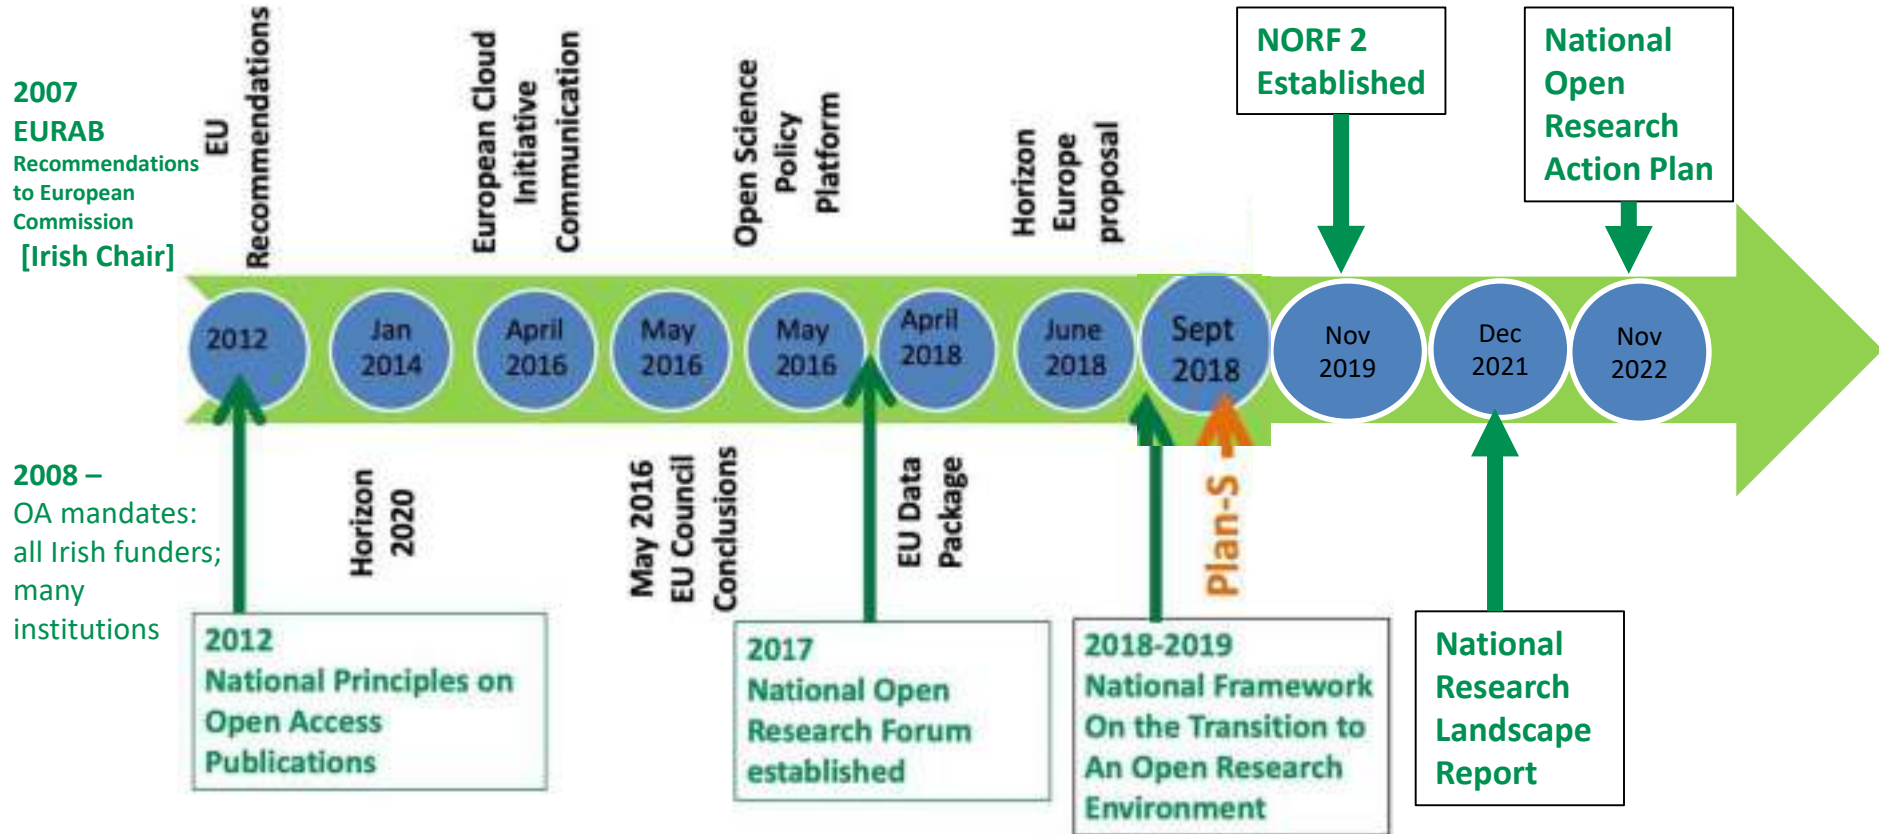 2007
EURAB
Recommendations
to European
Commission
[Irish Chair]
EU
Recommendations
European Cloud
Initiative
Communication
Open Science
Policy
Platform
Horizon
Europe
proposal
NORF 2
Established
National
Open
Research
Action Plan
2012
Jan
2014
April
2016
May
2016
May
2016
April
2018
June
2018
Sept
2018
Nov
2019
Dec
2021
Nov
2022
2008 –
OA mandates:
all Irish funders;
many
institutions
Horizon
2020
May 2016
EU Council
Conclusions
EU Data
Package
Plan-S
2012
National Principles on
Open Access
Publications
2017
National Open
Research Forum
established
2018-2019
National Framework
On the Transition to
An Open Research
Environment
National
Research
Landscape
Report